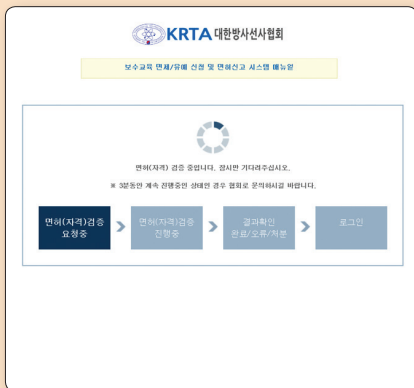 KRTA 대한방사선사협회
보수교육 면제/유예 신청 및 면허신고 시스템 매뉴얼
면허(자격) 검증 중입니다. 잠시만 기다려주십시오.
※ 3분동안 계속 진행중인 상태인 경우 협회로 문의하시길 바랍니다.
면허(자격)검증
요청중
면허(자격)검증
진행중
결과확인
완료/오류/처분
로그인